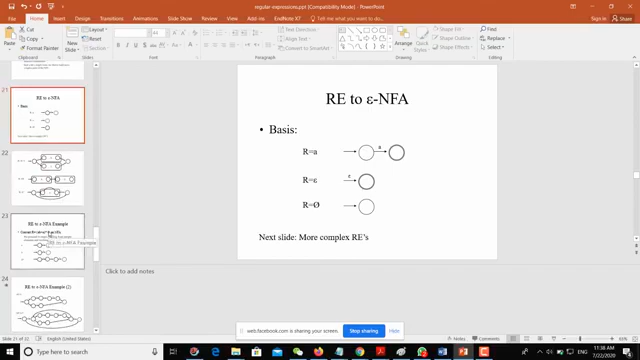 regular-expressions.ppt [Compatibility Mode] - PowerPoint
File Home Insert Design Transitions Animations Slide Show Review View Add-ins EndNote X7 Tell me what you want to do... Sign in Share
Cut
Copy
Format Painter
Paste
Clipboard
New Slide
Layout
Reset
Section
Slides
Font
Paragraph
Text Direction
Align Text
Convert to SmartArt
Arrange
Quick Styles
Shape Fill
Shape Outline
Shape Effects
Drawing
Find
Replace
Select
Editing
21
RE to ε-NFA
22
23
RE to ε-NFA Example
RE to ε-NFA Example
24
RE to ε-NFA Example (2)
RE to ε-NFA
• Basis:
R=a
a
R=ε
ε
R=Ø
Next slide: More complex RE's
Click to add notes
web.facebook.com is sharing your screen.
Stop sharing
Hide
Slide 21 of 32
English (United States)
Notes
Comments
Type here to search
ENG
11:38 AM
7/22/2020